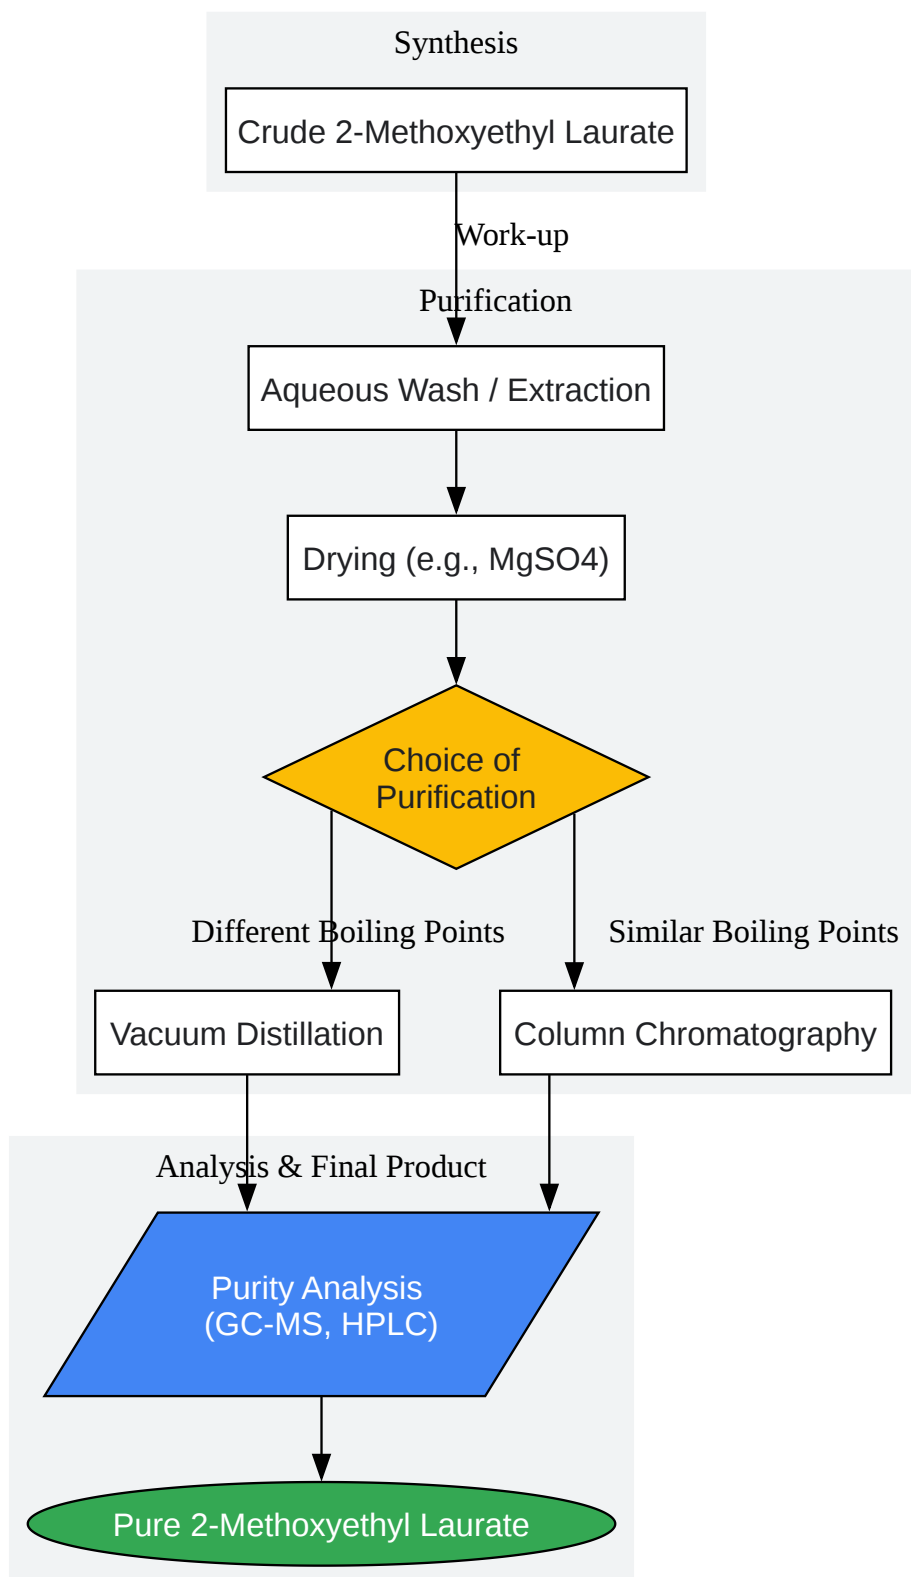 Synthesis
Crude 2-Methoxyethyl Laurate
Work-up
Purification
Aqueous Wash / Extraction
Drying (e.g., MgSO4)
Choice of
Purification
Different Boiling Points
Similar Boiling Points
Vacuum Distillation
Column Chromatography
Analysis & Final Product
Purity Analysis
(GC-MS, HPLC)
Pure 2-Methoxyethyl Laurate